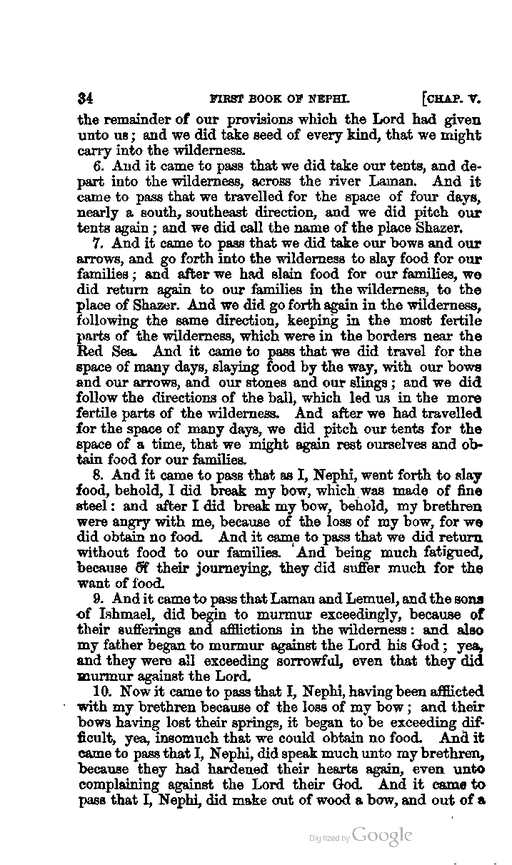 34 FIRST BOOK OF NEPHI. [CHAP. V.
the remainder of our provisions which the Lord had given
unto us; and we did take seed of every kind, that we might
carry into the wilderness.
6. And it came to pass that we did take our tents, and de-
part into the wilderness, across the river Laman. And it
came to pass that we travelled for the space of four days,
nearly a south, southeast direction, and we did pitch our
tents again; and we did call the name of the place Shazer.
7. And it came to pass that we did take our bows and our
arrows, and go forth into the wilderness to slay food for our
families; and after we had slain food for our families, we
did return again to our families in the wilderness, to the
place of Shazer. And we did go forth again in the wilderness,
following the same direction, keeping in the most fertile
parts of the wilderness, which were in the borders near the
Red Sea. And it came to pass that we did travel for the
space of many days, slaying food by the way, with our bows
and our arrows, and our stones and our slings; and we did
follow the directions of the ball, which led us in the more
fertile parts of the wilderness. And after we had travelled
for the space of many days, we did pitch our tents for the
space of a time, that we might again rest ourselves and ob-
tain food for our families.
8. And it came to pass that as I, Nephi, went forth to slay
food, behold, I did break my bow, which was made of fine
steel: and after I did break my bow, behold, my brethren
were angry with me, because of the loss of my bow, for we
did obtain no food. And it came to pass that we did return
without food to our families. And being much fatigued,
because of their journeying, they did suffer much for the
want of food.
9. And it came to pass that Laman and Lemuel, and the sons
of Ishmael, did begin to murmur exceedingly, because of
their sufferings and afflictions in the wilderness: and also
my father began to murmur against the Lord his God; yea,
and they were all exceeding sorrowful, even that they did
murmur against the Lord.
10. Now it came to pass that I, Nephi, having been afflicted
with my brethren because of the loss of my bow; and their
bows having lost their springs, it began to be exceeding dif-
ficult, yea, insomuch that we could obtain no food. And it
came to pass that I, Nephi, did speak much unto my brethren,
because they had hardened their hearts again, even unto
complaining against the Lord their God. And it came to
pass that I, Nephi, did make out of wood a bow, and out of a
Digitized by Google